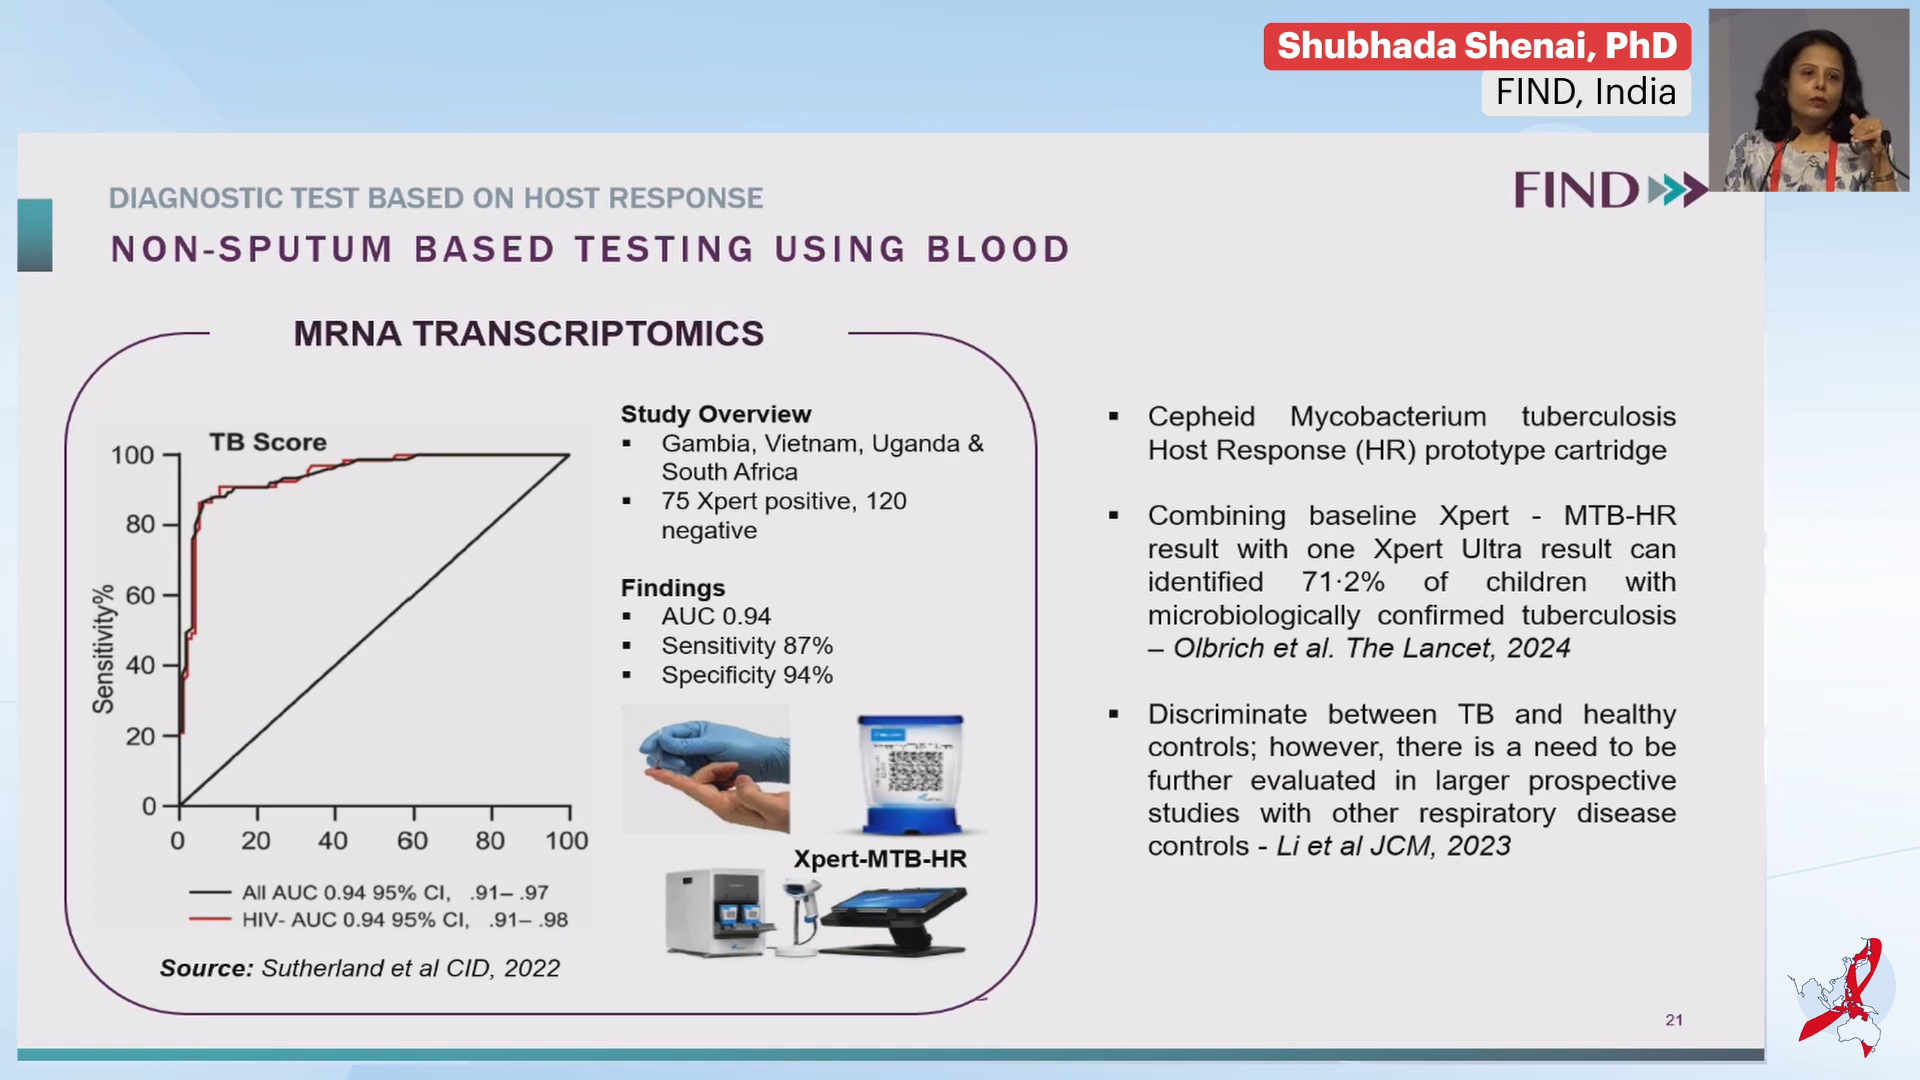 Shubhada Shenai, PhD
FIND, India
FIND
DIAGNOSTIC TEST BASED ON HOST RESPONSE
NON-SPUTUM BASED TESTING USING BLOOD
MRNA TRANSCRIPTOMICS
TB Score
Sensitivity%
100
80
60
40
20
0
0 20 40 60 80 100
All AUC 0.94 95% CI, .91– .97
HIV- AUC 0.94 95% CI, .91– .98
Source: Sutherland et al CID, 2022
Study Overview
▪ Gambia, Vietnam, Uganda &
South Africa
▪ 75 Xpert positive, 120
negative
Findings
▪ AUC 0.94
▪ Sensitivity 87%
▪ Specificity 94%
Xpert-MTB-HR
▪ Cepheid Mycobacterium tuberculosis
Host Response (HR) prototype cartridge
▪ Combining baseline Xpert - MTB-HR
result with one Xpert Ultra result can
identified 71·2% of children with
microbiologically confirmed tuberculosis
– Olbrich et al. The Lancet, 2024
▪ Discriminate between TB and healthy
controls; however, there is a need to be
further evaluated in larger prospective
studies with other respiratory disease
controls - Li et al JCM, 2023
21